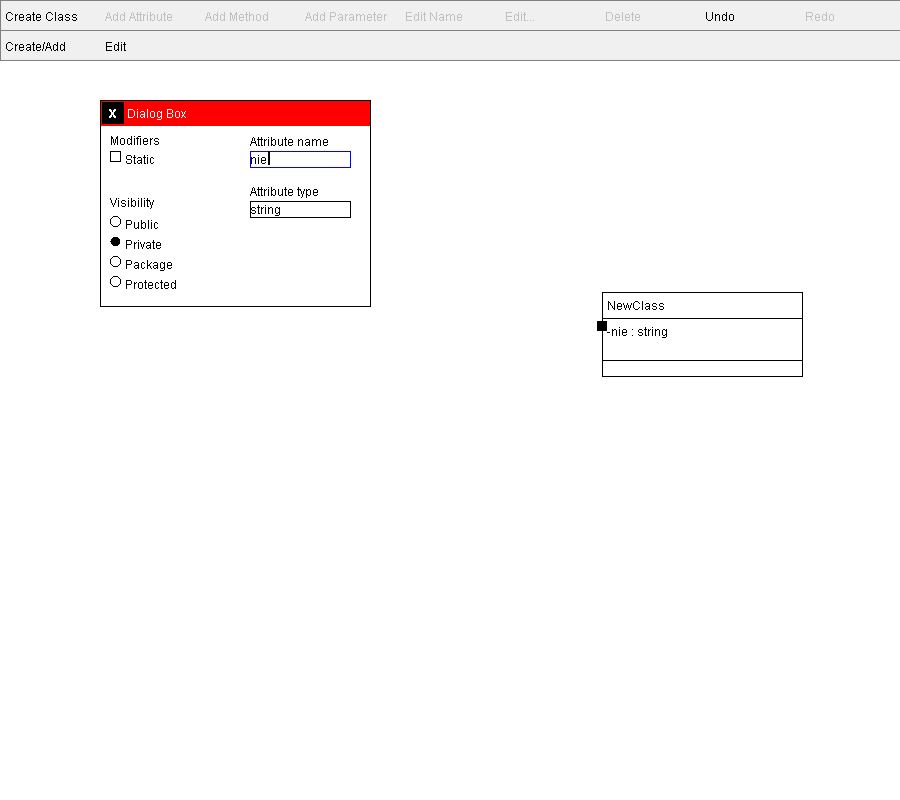 Create Class Add Attribute Add Method Add Parameter Edit Name Edit... Delete Undo Redo
Create/Add Edit
X Dialog Box
Modifiers
Static
Visibility
Public
Private
Package
Protected
Attribute name
nie
Attribute type
string
NewClass
-nie : string